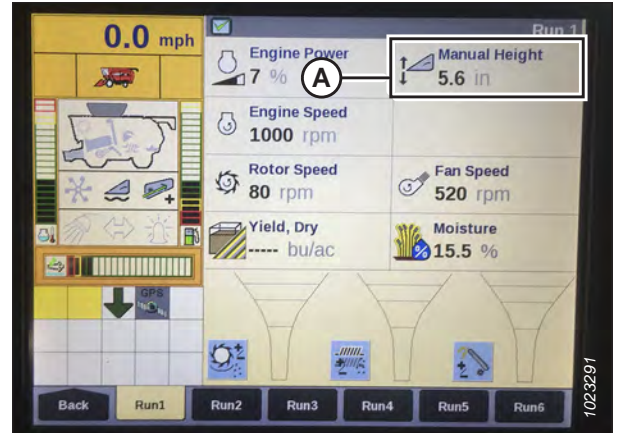 0.0 mph
Run 1
Engine Power
7 %
A
Manual Height
5.6 in
Engine Speed
1000 rpm
Rotor Speed
80 rpm
Fan Speed
520 rpm
Yield, Dry
----- bu/ac
Moisture
%
15.5 %
GPS
Back
Run1
Run2
Run3
Run4
Run5
Run6
1023291